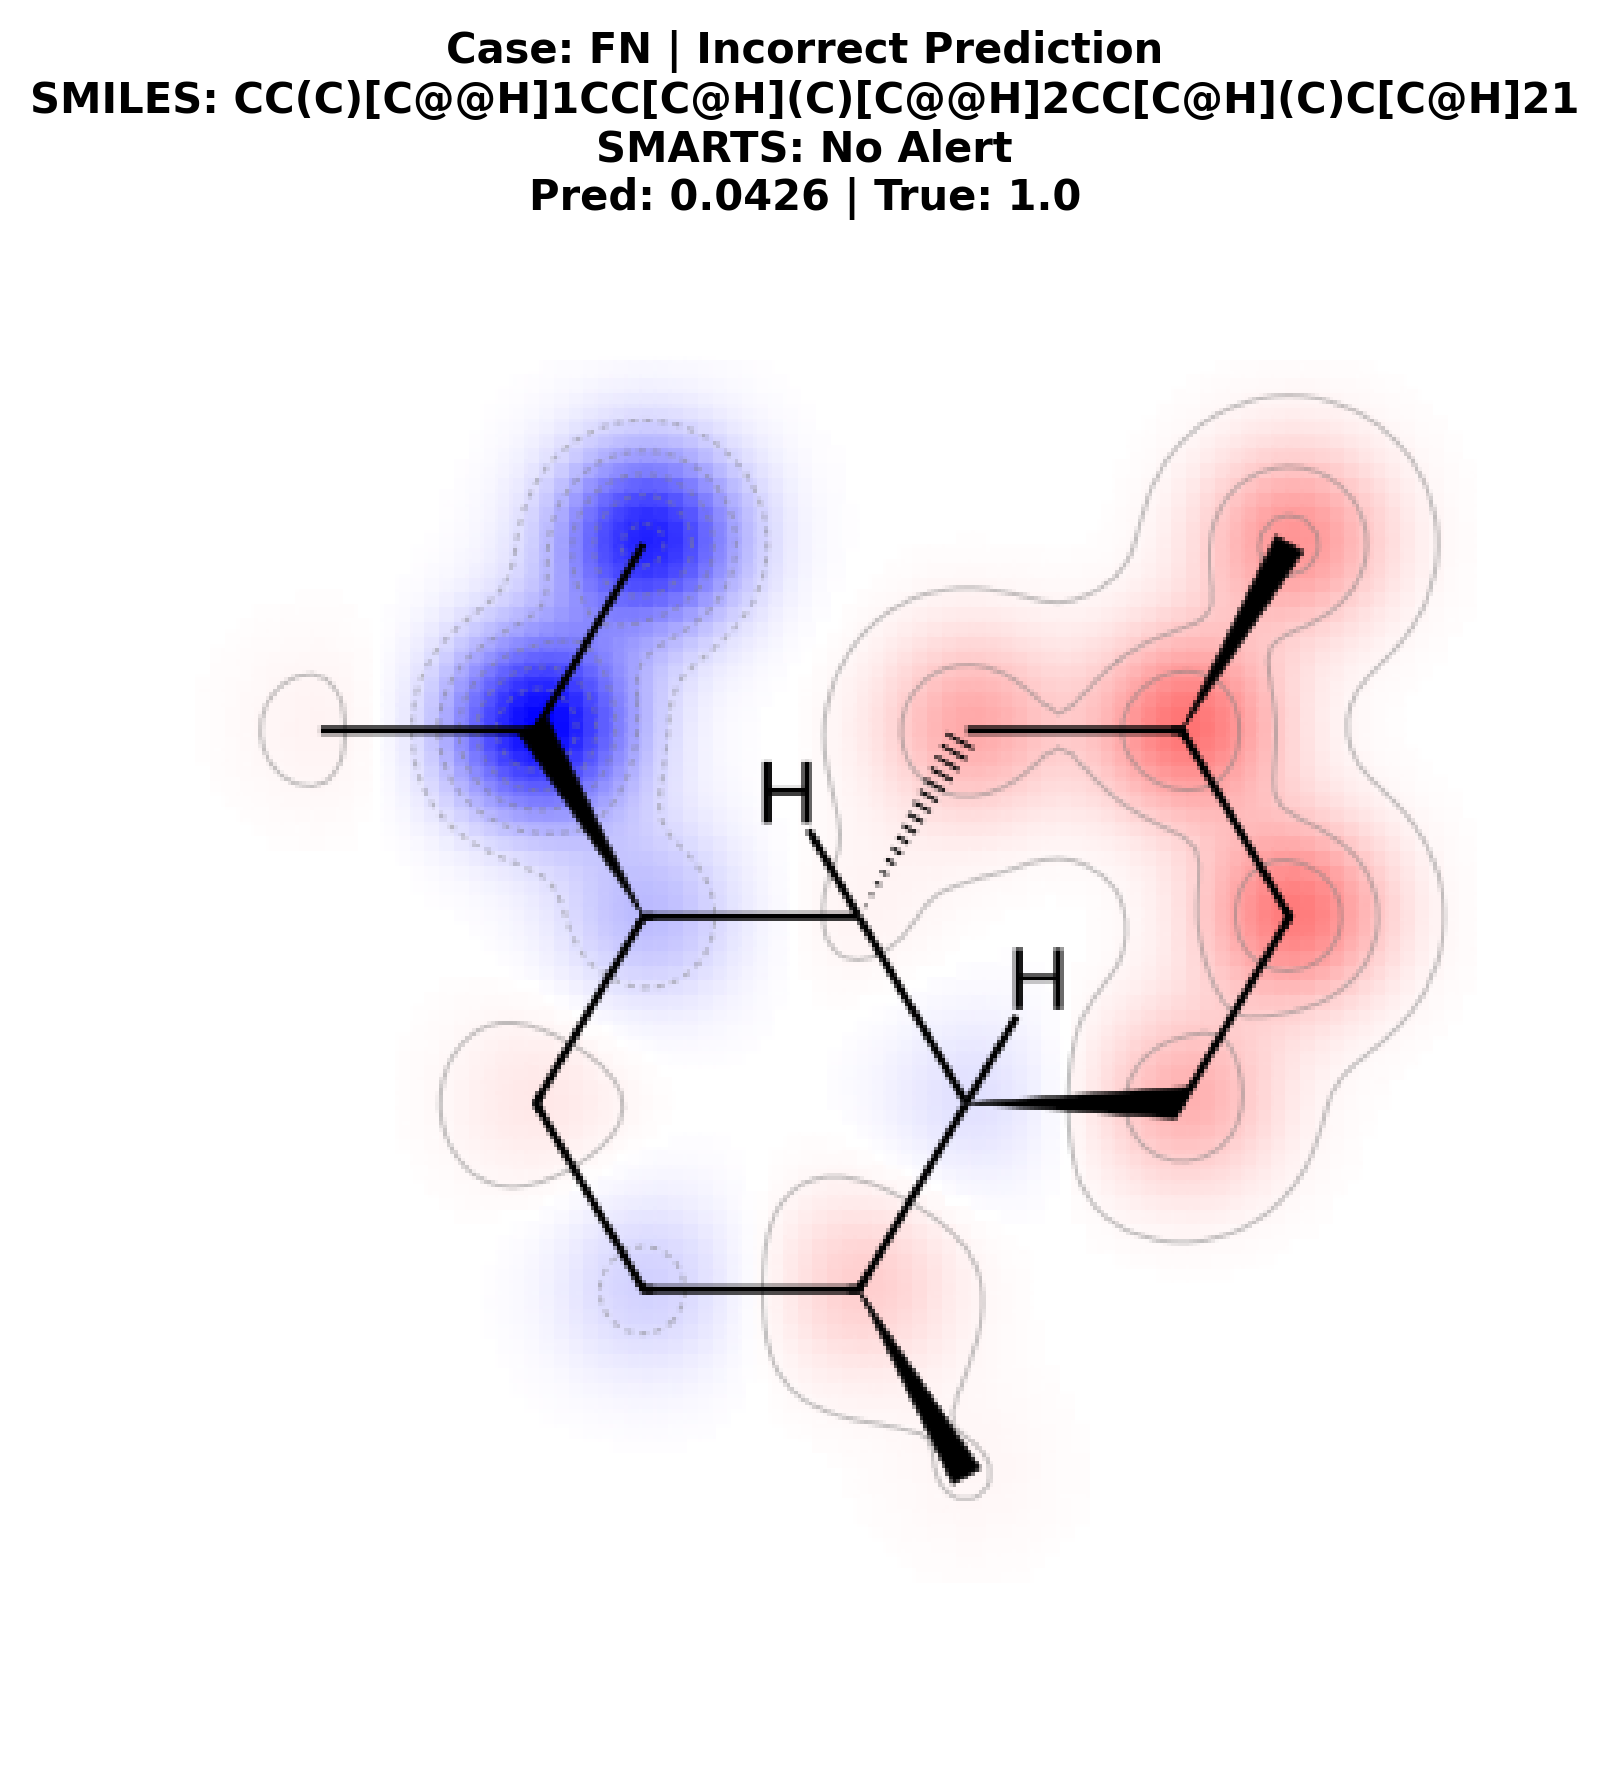 Case: FN | Incorrect Prediction
SMILES: CC(C)[C@@H]1CC[C@H](C)[C@@H]2CC[C@H](C)C[C@H]21
SMARTS: No Alert
Pred: 0.0426 | True: 1.0
H
H